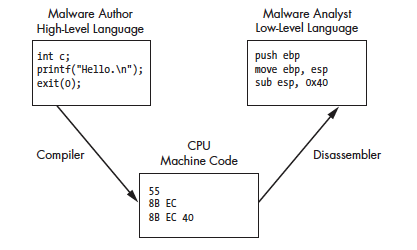 Malware Author
High-Level Language
int c;
printf("Hello.\n");
exit(0);
Malware Analyst
Low-Level Language
push ebp
move ebp, esp
sub esp, 0x40
Compiler
CPU
Machine Code
Disassembler
55
8B EC
8B EC 40